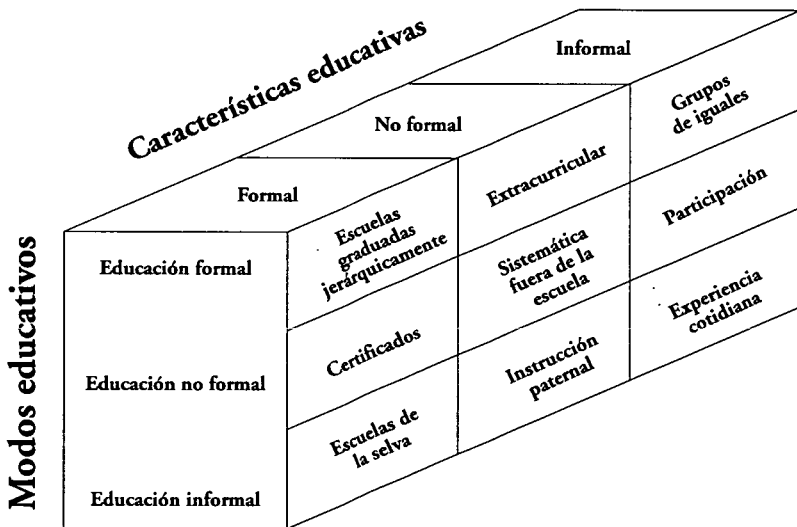 Características educativas
Informal
No formal
Formal
Modos educativos
Educación formal
Escuelas
graduadas
jerárquicamente
Extracurricular
Grupos
de iguales
Educación no formal
Certificados
Sistemática
fuera de la
escuela
Participación
Educación informal
Escuelas de
la selva
Instrucción
paternal
Experiencia
cotidiana